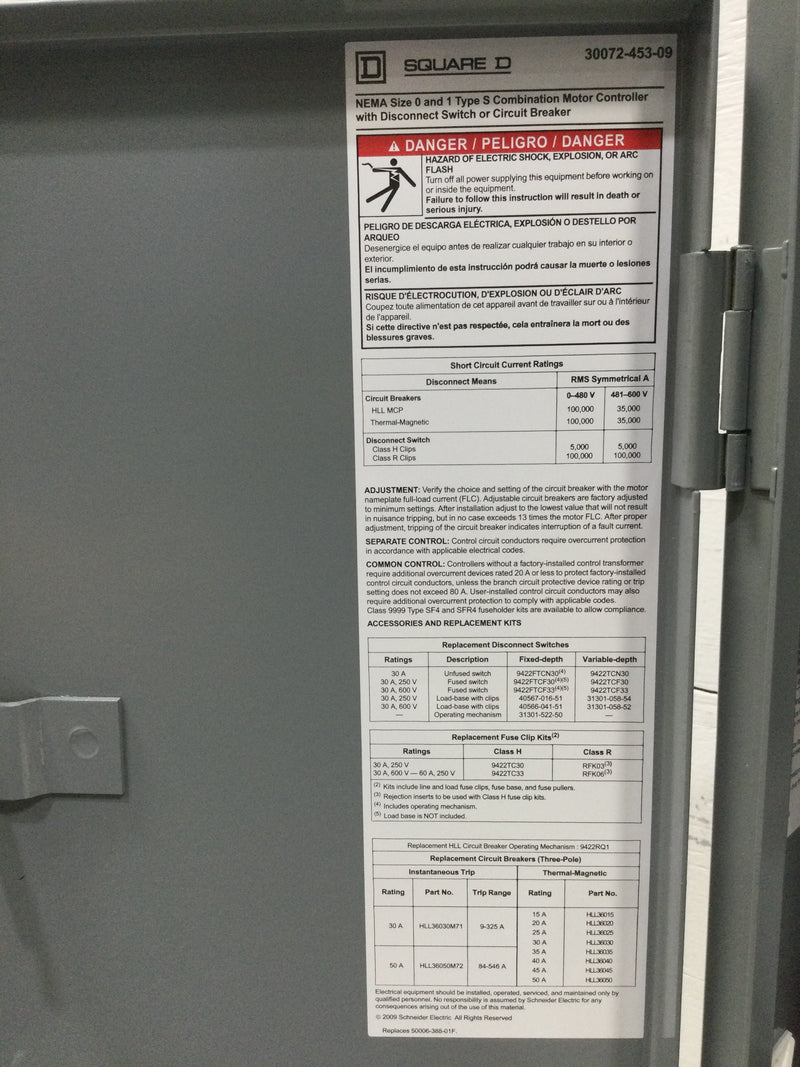 D SQUARE D 30072-453-09
NEMA Size 0 and 1 Type S Combination Motor Controller
with Disconnect Switch or Circuit Breaker
DANGER / PELIGRO / DANGER
HAZARD OF ELECTRIC SHOCK, EXPLOSION, OR ARC
FLASH
Turn off all power supplying this equipment before working on
or inside the equipment.
Failure to follow this instruction will result in death or
serious injury.
PELIGRO DE DESCARGA ELÉCTRICA, EXPLOSIÓN O DESTELLO POR
ARQUEO
Desenergice el equipo antes de realizar cualquier trabajo en su interior o
exterior.
El incumplimiento de esta instrucción podrá causar la muerte o lesiones
serias.
RISQUE D'ÉLECTROCUTION, D'EXPLOSION OU D'ÉCLAIR D'ARC
Coupez toute alimentation de cet appareil avant de travailler sur ou à l'intérieur
de l'appareil.
Si cette directive n'est pas respectée, cela entraînera la mort ou des
blessures graves.
Short Circuit Current Ratings
Disconnect Means RMS Symmetrical A
Circuit Breakers 0–480 V 481–600 V
HLL MCP 100,000 35,000
Thermal-Magnetic 100,000 35,000
Disconnect Switch
Class H Clips 5,000 5,000
Class R Clips 100,000 100,000
ADJUSTMENT: Verify the choice and setting of the circuit breaker with the motor
nameplate full-load current (FLC). Adjustable circuit breakers are factory adjusted
to minimum settings. After installation adjust to the lowest value that will not result
in nuisance tripping, but in no case exceeds 13 times the motor FLC. After proper
adjustment, tripping of the circuit breaker indicates interruption of a fault current.
SEPARATE CONTROL: Control circuit conductors require overcurrent protection
in accordance with applicable electrical codes.
COMMON CONTROL: Controllers without a factory-installed control transformer
require additional overcurrent devices rated 20 A or less to protect factory-installed
control circuit conductors, unless the branch circuit protective device rating or trip
setting does not exceed 80 A. User-installed control circuit conductors may also
require additional overcurrent protection to comply with applicable codes.
Class 9999 Type SF4 and SFR4 fuseholder kits are available to allow compliance.
ACCESSORIES AND REPLACEMENT KITS
Replacement Disconnect Switches
Ratings Description Fixed-depth Variable-depth
30 A Unfused switch 9422FTCN30(4) 9422TCN30
30 A, 250 V Fused switch 9422FTCF30(4)(5) 9422TCF30
30 A, 600 V Fused switch 9422FTCF33(4)(5) 9422TCF33
30 A, 250 V Load-base with clips 40567-016-51 31301-058-54
30 A, 600 V Load-base with clips 40566-041-51 31301-058-52
— Operating mechanism 31301-522-50 —
Replacement Fuse Clip Kits(2)
Ratings Class H Class R
30 A, 250 V 9422TC30 RFK03(3)
30 A, 600 V — 60 A, 250 V 9422TC33 RFK06(3)
(2) Kits include line and load fuse clips, fuse base, and fuse pullers.
(3) Rejection inserts to be used with Class H fuse clip kits.
(4) Includes operating mechanism.
(5) Load base is NOT included.
Replacement HLL Circuit Breaker Operating Mechanism : 9422RQ1
Replacement Circuit Breakers (Three-Pole)
Instantaneous Trip Thermal-Magnetic
Rating Part No. Trip Range Rating Part No.
30 A HLL36030M71 9-325 A
15 A HLL36015
20 A HLL36020
25 A HLL36025
30 A HLL36030
50 A HLL36050M72 84-546 A
35 A HLL36035
40 A HLL36040
45 A HLL36045
50 A HLL36050
Electrical equipment should be installed, operated, serviced, and maintained only by
qualified personnel. No responsibility is assumed by Schneider Electric for any
consequences arising out of the use of this material.
© 2009 Schneider Electric All Rights Reserved
Replaces 50006-388-01F.